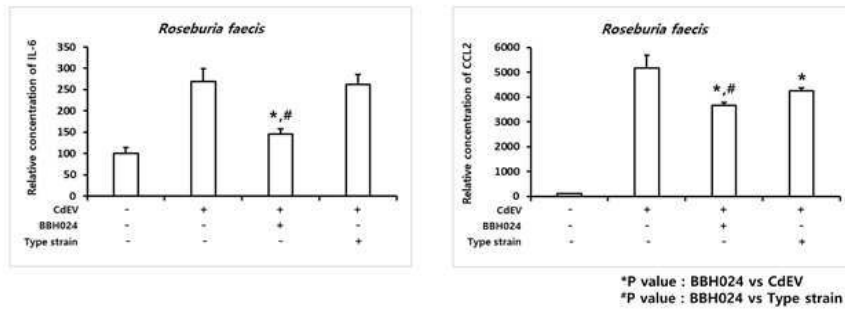 Roseburia faecis
Relative concentration of IL-6
350
300
250
200
150
100
50
0
CdEV - + + +
BBH024 - - + -
Type strain - - - +
*,#
Roseburia faecis
Relative concentration of CCL2
6000
5000
4000
3000
2000
1000
0
CdEV - + + +
BBH024 - - + -
Type strain - - - +
*,#
*
*P value : BBH024 vs CdEV
#P value : BBH024 vs Type strain